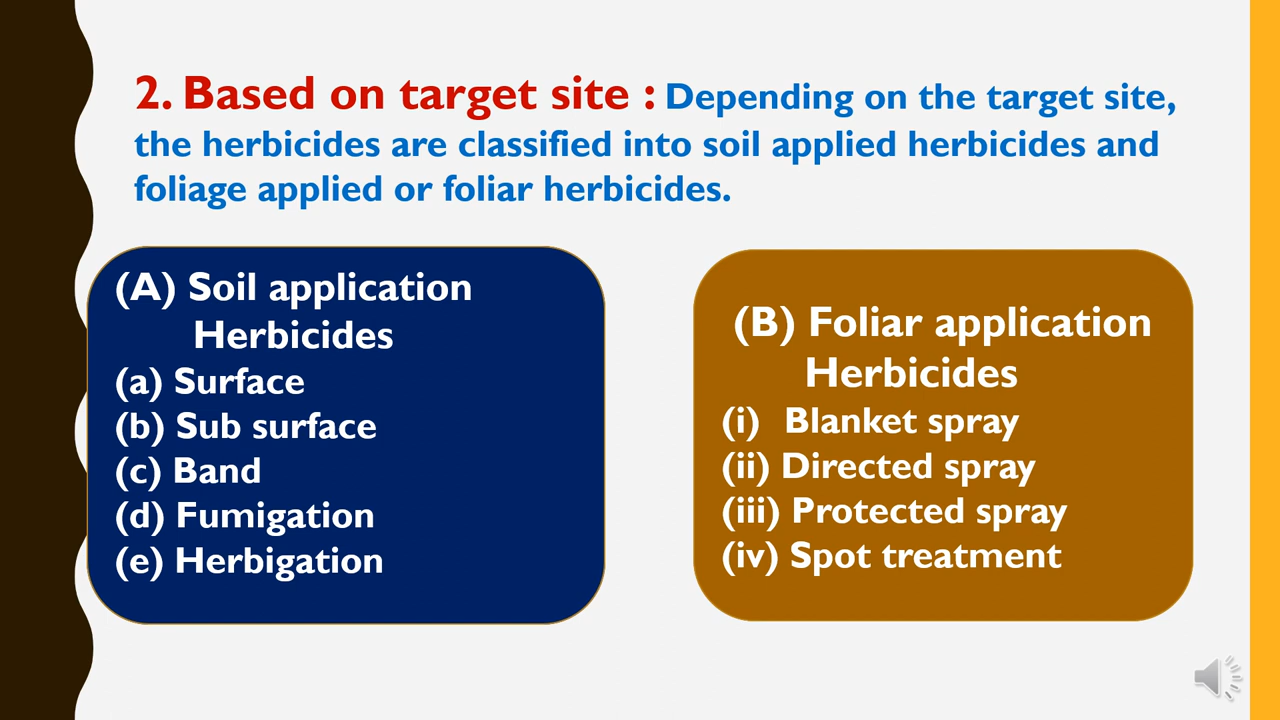 2. Based on target site : Depending on the target site,
the herbicides are classified into soil applied herbicides and
foliage applied or foliar herbicides.
(A) Soil application
Herbicides
(a) Surface
(b) Sub surface
(c) Band
(d) Fumigation
(e) Herbigation
(B) Foliar application
Herbicides
(i) Blanket spray
(ii) Directed spray
(iii) Protected spray
(iv) Spot treatment